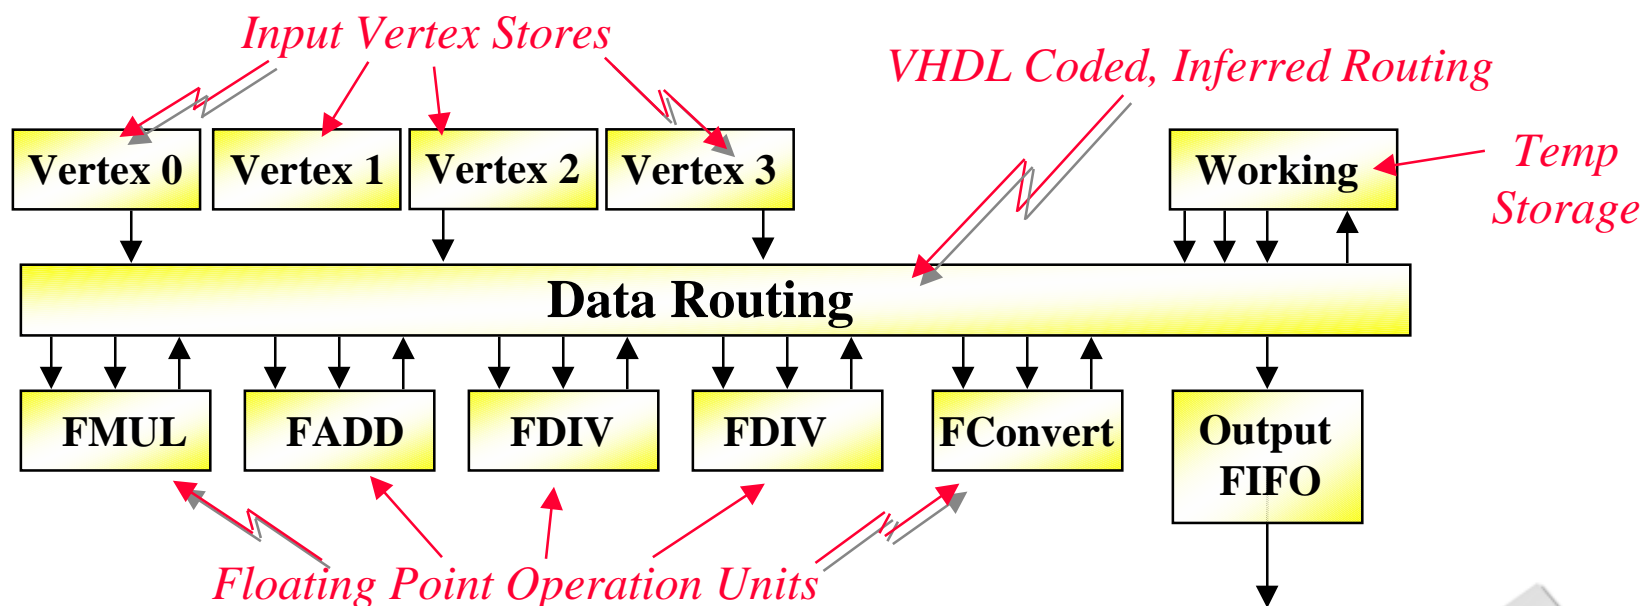 Input Vertex Stores
VHDL Coded, Inferred Routing
Vertex 0
Vertex 1
Vertex 2
Vertex 3
Working
Temp
Storage
Data Routing
FMUL
FADD
FDIV
FDIV
FConvert
Output
FIFO
Floating Point Operation Units